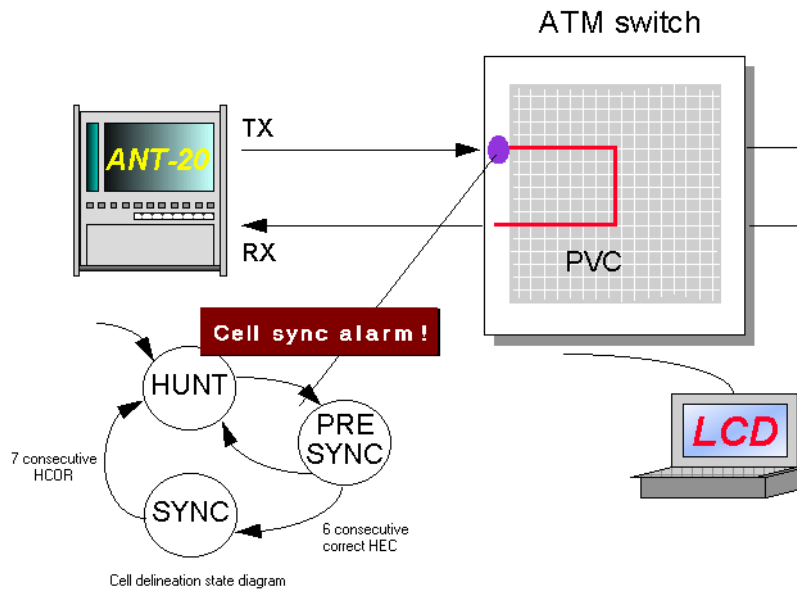 ATM switch
TX
ANT-20
RX
PVC
Cell sync alarm !
HUNT
PRE
SYNC
LCD
7 consecutive
HCOR
SYNC
6 consecutive
correct HEC
Cell delineation state diagram